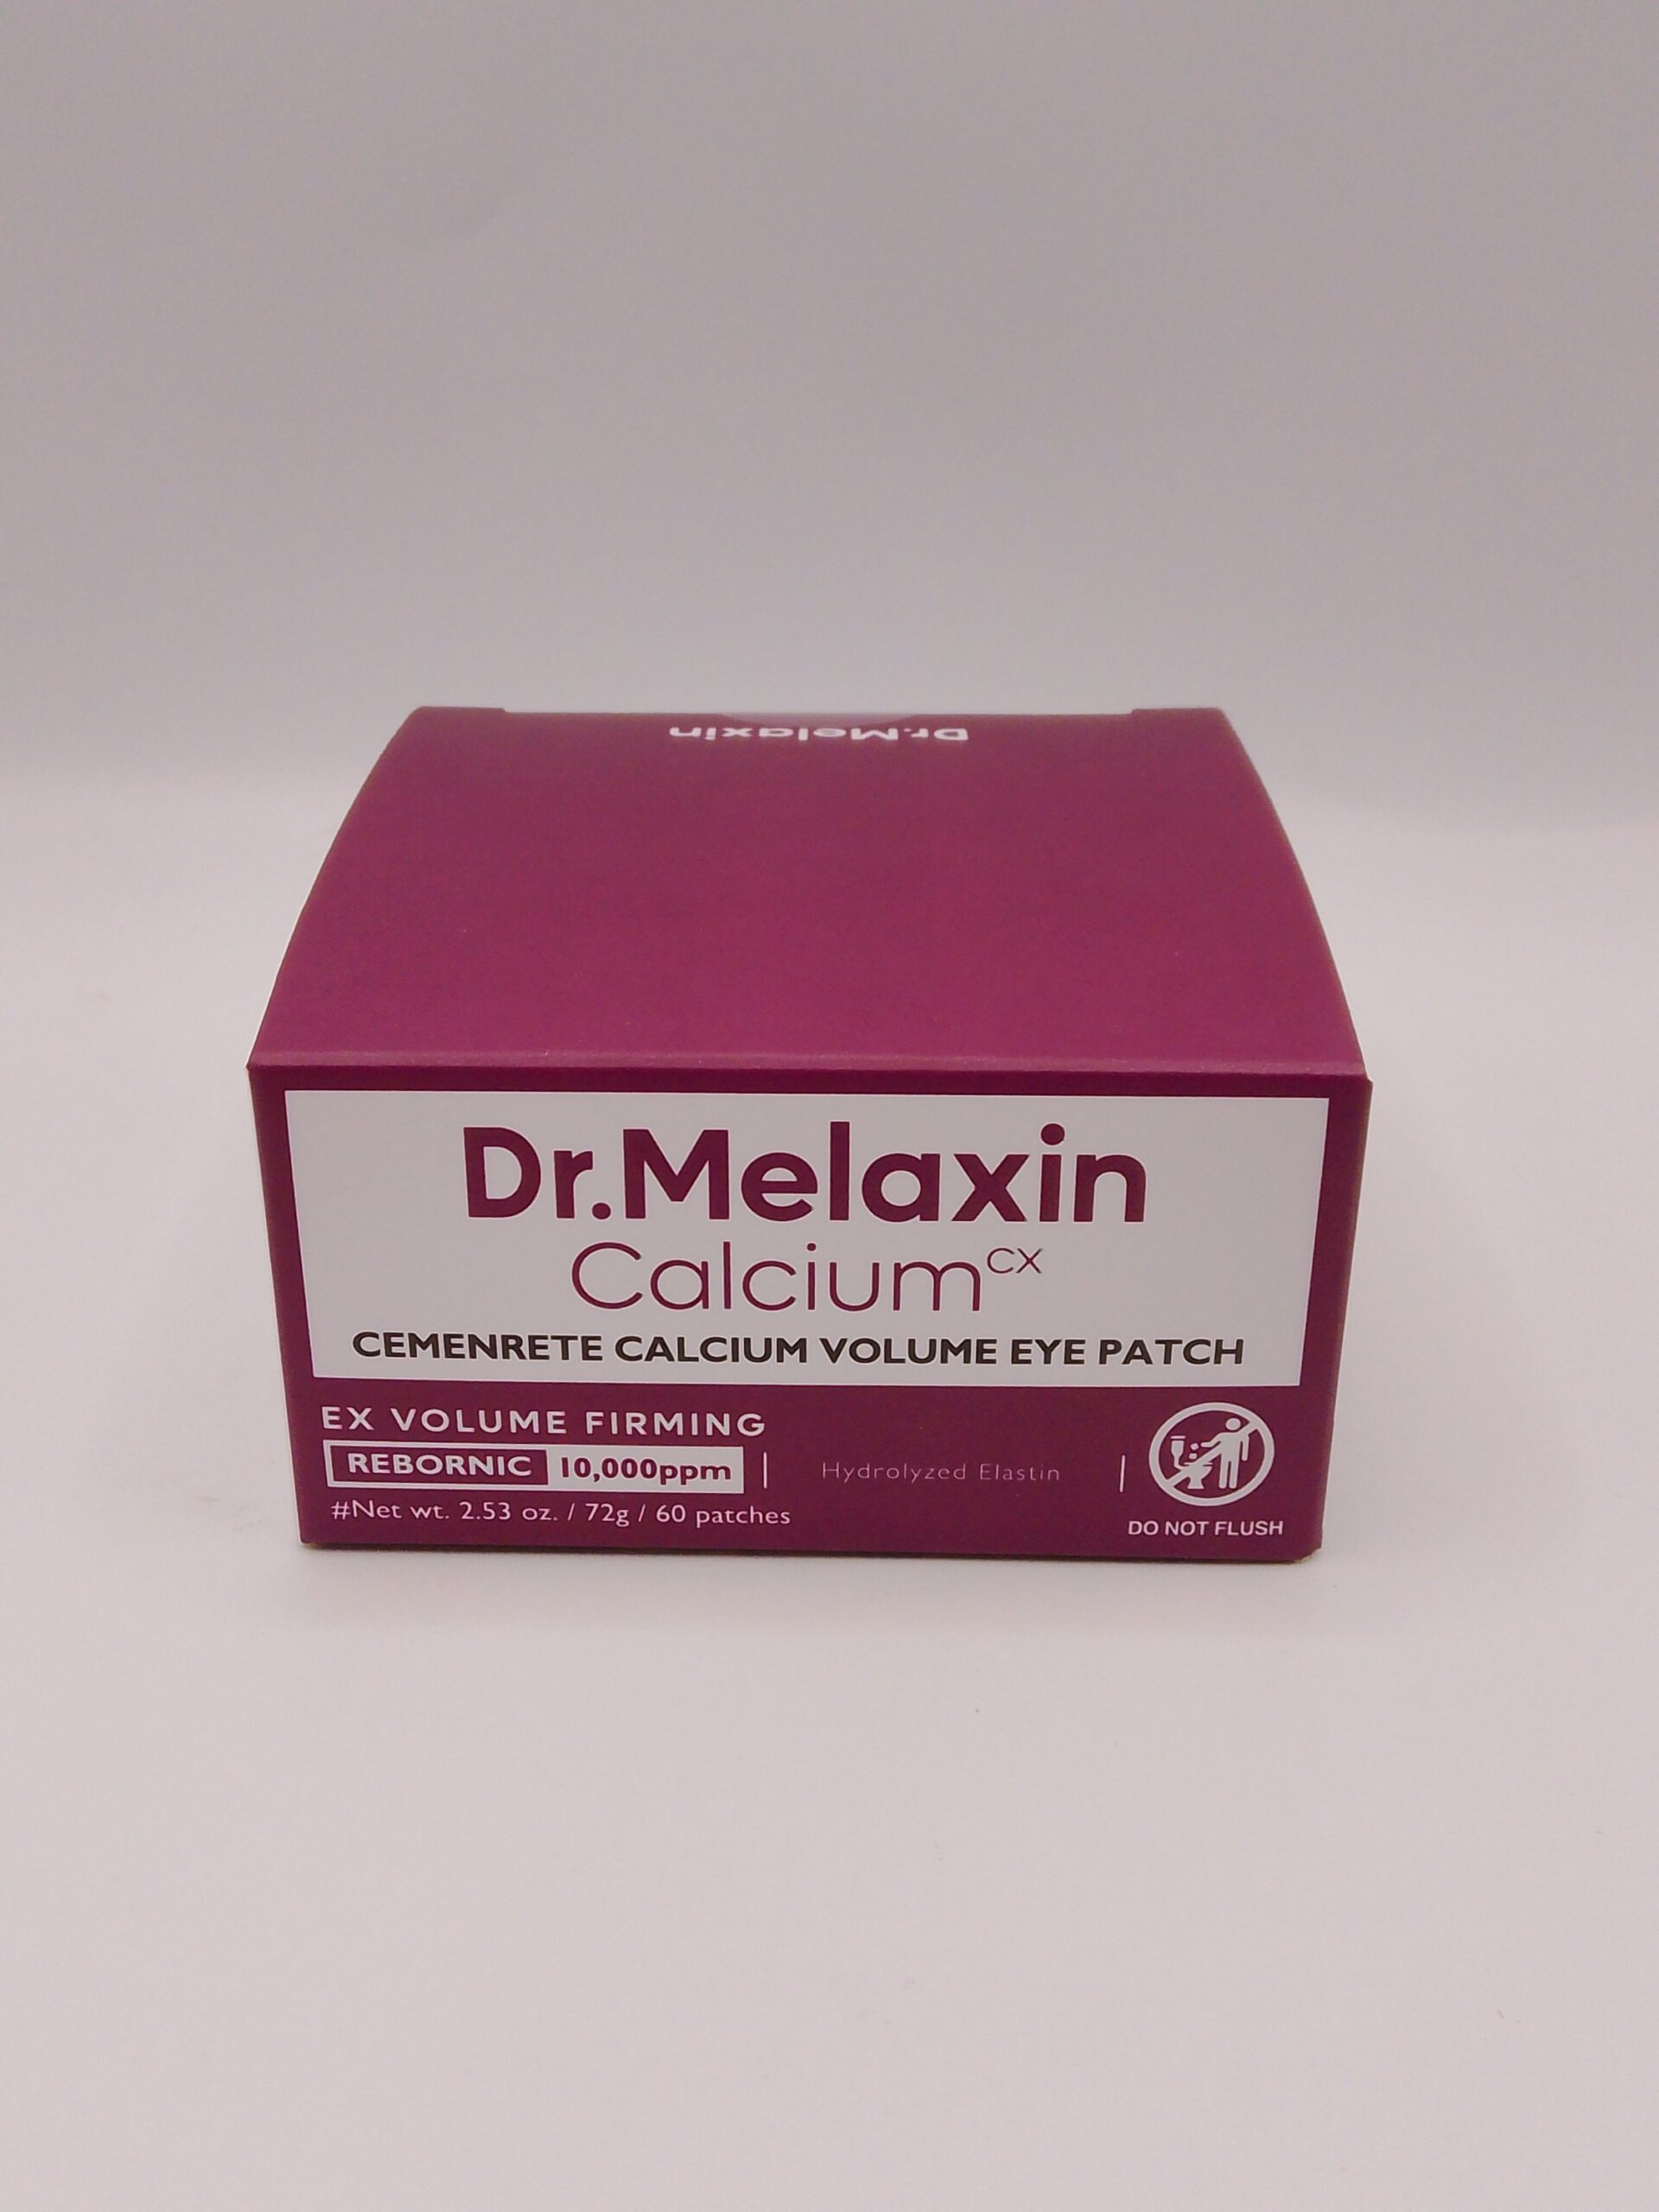 Dr.Melaxin
Dr.Melaxin
Calcium CX
CEMENRETE CALCIUM VOLUME EYE PATCH
EX VOLUME FIRMING
REBORNIC 10,000ppm | Hydrolyzed Elastin |
#Net wt. 2.53 oz. / 72g / 60 patches
DO NOT FLUSH